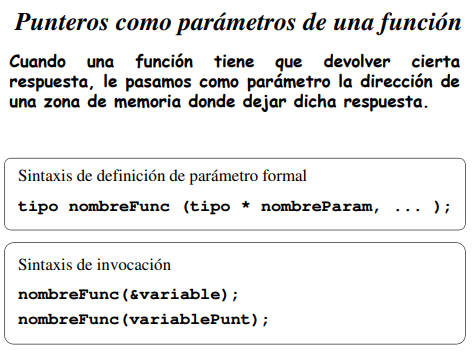 Punteros como parámetros de una función
Cuando una función tiene que devolver cierta
respuesta, le pasamos como parámetro la dirección de
una zona de memoria donde dejar dicha respuesta.
Sintaxis de definición de parámetro formal
tipo nombreFunc (tipo * nombreParam, ... );
Sintaxis de invocación
nombreFunc(&variable);
nombreFunc(variablePunt);